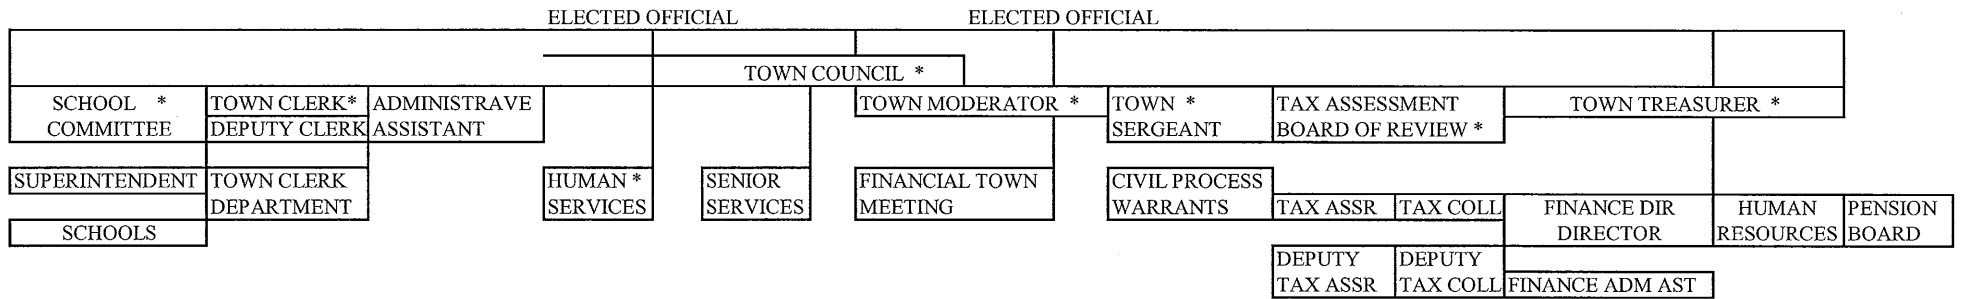 ELECTED OFFICIAL ELECTED OFFICIAL
TOWN COUNCIL *
SCHOOL * TOWN CLERK* ADMINISTRAVE TOWN MODERATOR * TOWN * TAX ASSESSMENT TOWN TREASURER *
COMMITTEE DEPUTY CLERK ASSISTANT SERGEANT BOARD OF REVIEW *
SUPERINTENDENT TOWN CLERK HUMAN * SENIOR FINANCIAL TOWN CIVIL PROCESS
DEPARTMENT SERVICES SERVICES MEETING WARRANTS TAX ASSR TAX COLL FINANCE DIR HUMAN PENSION
SCHOOLS DIRECTOR RESOURCES BOARD
DEPUTY DEPUTY
TAX ASSR TAX COLL FINANCE ADM AST